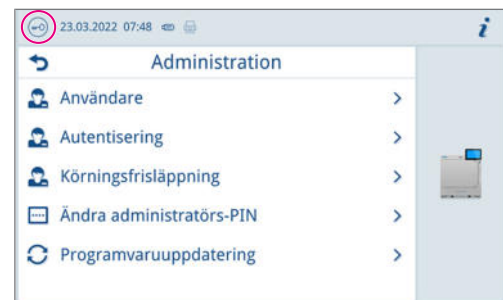 23.03.2022 07:48
Administration
Användare
Autentisering
Körningsfrisläppning
Ändra administratörs-PIN
Programvaruuppdatering